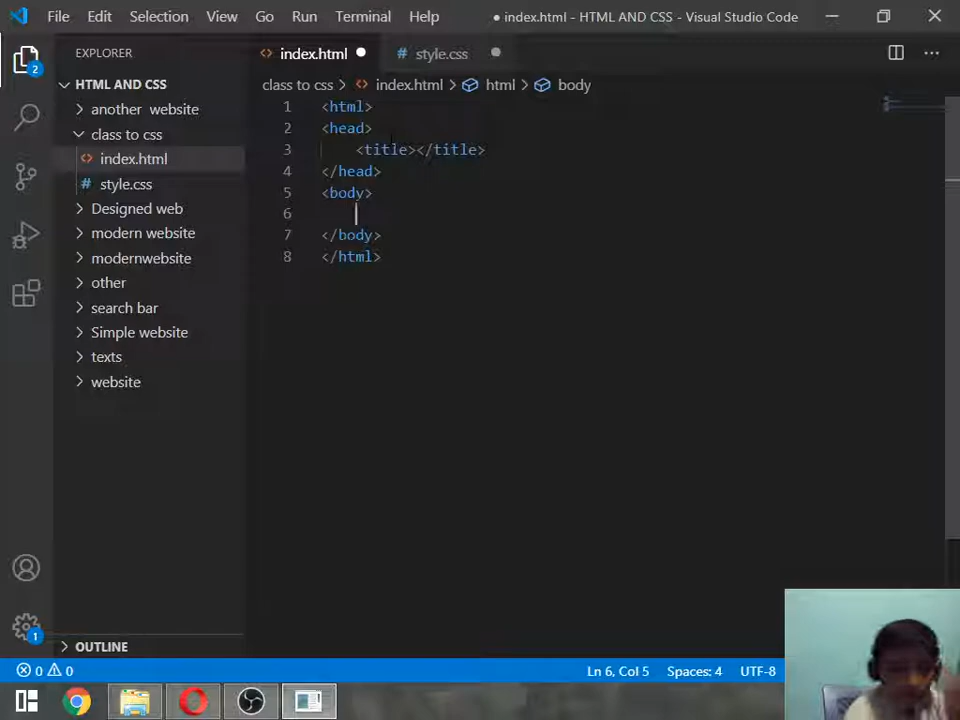 File Edit Selection View Go Run Terminal Help ● index.html - HTML AND CSS - Visual Studio Code
EXPLORER
index.html
style.css
HTML AND CSS
class to css > index.html > html > body
another website
class to css
index.html
style.css
Designed web
modern website
modernwebsite
other
search bar
Simple website
texts
website
1 <html>
2 <head>
3 <title></title>
4 </head>
5 <body>
6
7 </body>
8 </html>
2
1
OUTLINE
0 0 Ln 6, Col 5 Spaces: 4 UTF-8